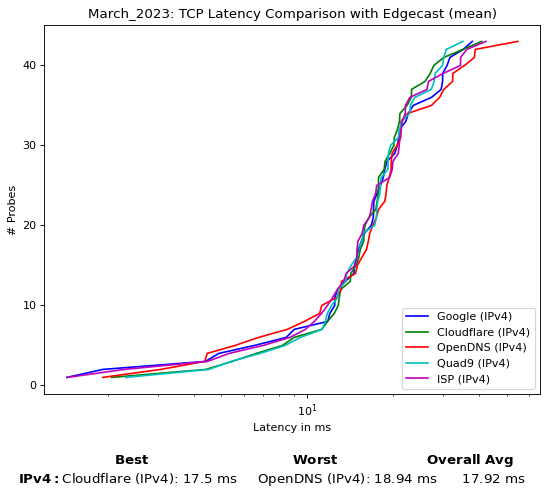 March_2023: TCP Latency Comparison with Edgecast (mean)
# Probes
40
30
20
10
0
Google (IPv4)
Cloudflare (IPv4)
OpenDNS (IPv4)
Quad9 (IPv4)
ISP (IPv4)
10¹
Latency in ms
Best Worst Overall Avg
IPv4: Cloudflare (IPv4): 17.5 ms OpenDNS (IPv4): 18.94 ms 17.92 ms